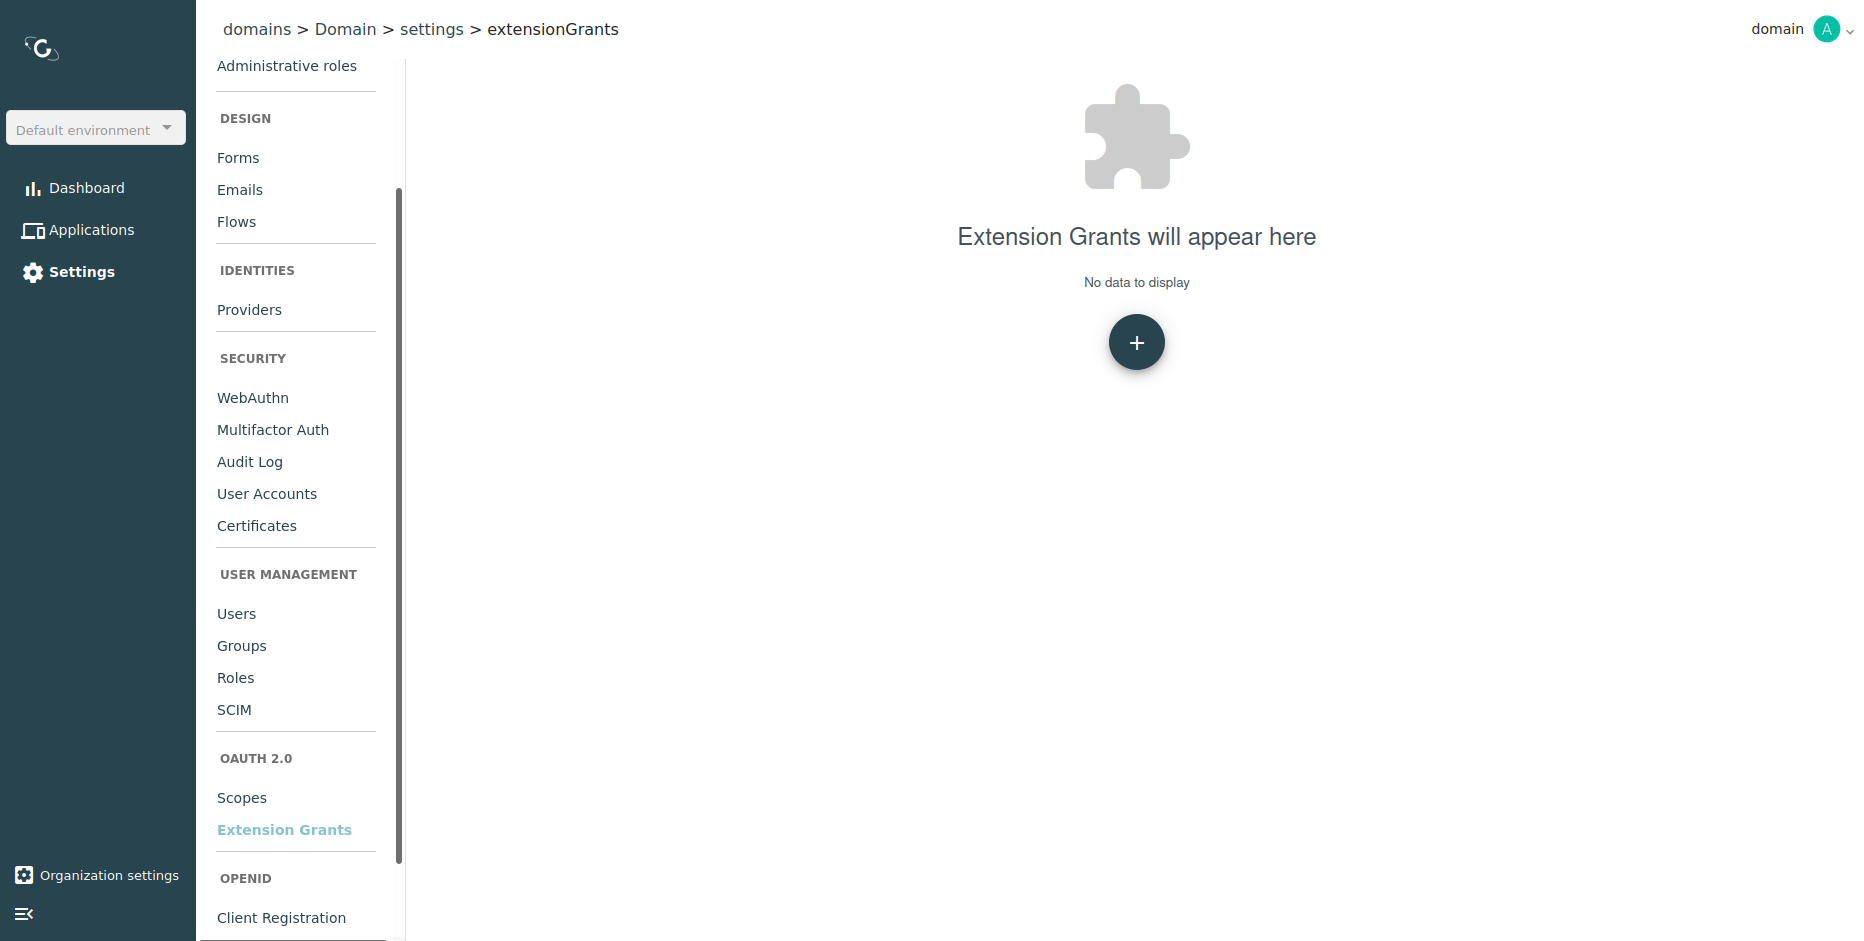 domains > Domain > settings > extensionGrants
domain
A
Default environment
Dashboard
Applications
Settings
Organization settings
Administrative roles
DESIGN
Forms
Emails
Flows
IDENTITIES
Providers
SECURITY
WebAuthn
Multifactor Auth
Audit Log
User Accounts
Certificates
USER MANAGEMENT
Users
Groups
Roles
SCIM
OAUTH 2.0
Scopes
Extension Grants
OPENID
Client Registration
Extension Grants will appear here
No data to display
+